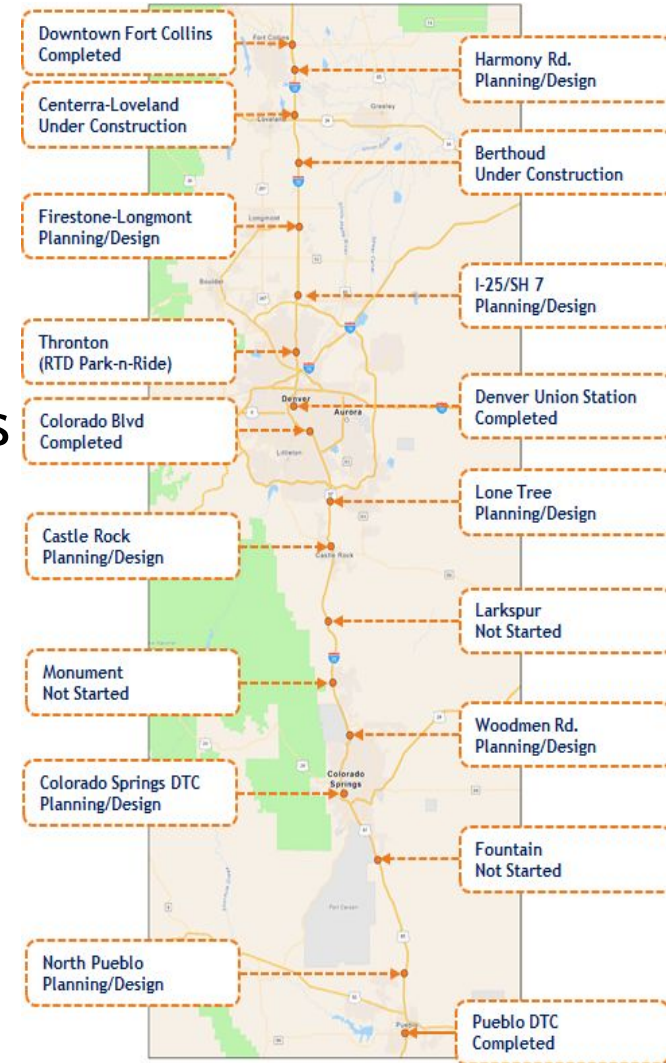 Downtown Fort Collins
Completed
Harmony Rd.
Planning/Design
Centerra-Loveland
Under Construction
Berthoud
Under Construction
Firestone-Longmont
Planning/Design
I-25/SH 7
Planning/Design
Thronton
(RTD Park-n-Ride)
Denver Union Station
Completed
s
Colorado Blvd
Completed
Lone Tree
Planning/Design
Castle Rock
Planning/Design
Larkspur
Not Started
Monument
Not Started
Woodmen Rd.
Planning/Design
Colorado Springs DTC
Planning/Design
Fountain
Not Started
North Pueblo
Planning/Design
Pueblo DTC
Completed
Fort Collins
Greeley
Loveland
Longmont
Boulder
Denver
Aurora
Littleton
Castle Rock
Colorado
Springs
Fort Carson
Pueblo